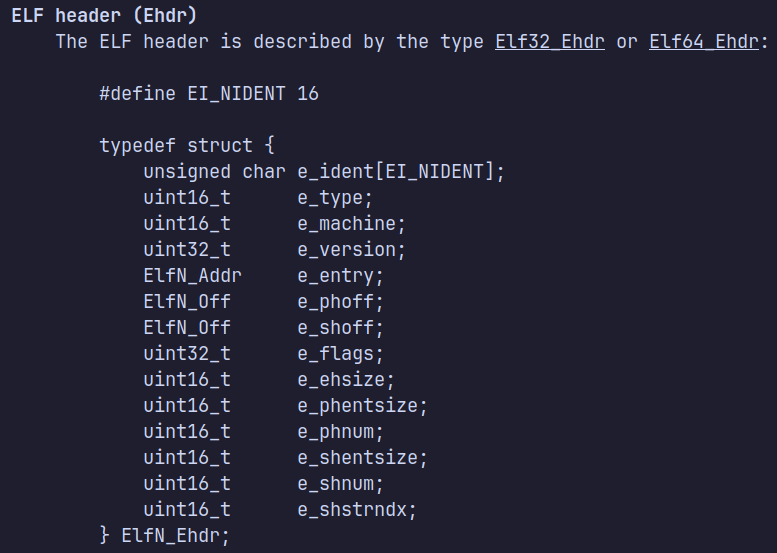 ELF header (Ehdr)
The ELF header is described by the type Elf32_Ehdr or Elf64_Ehdr:
#define EI_NIDENT 16
typedef struct {
unsigned char e_ident[EI_NIDENT];
uint16_t      e_type;
uint16_t      e_machine;
uint32_t      e_version;
ElfN_Addr     e_entry;
ElfN_Off      e_phoff;
ElfN_Off      e_shoff;
uint32_t      e_flags;
uint16_t      e_ehsize;
uint16_t      e_phentsize;
uint16_t      e_phnum;
uint16_t      e_shentsize;
uint16_t      e_shnum;
uint16_t      e_shstrndx;
} ElfN_Ehdr;